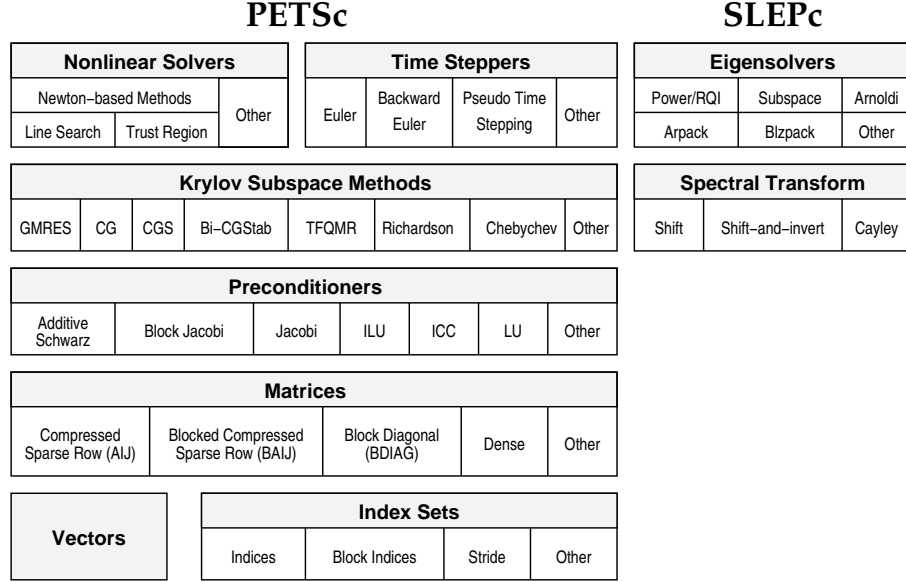 PETSc
SLEPc
Nonlinear Solvers
Newton−based Methods
Line Search
Trust Region
Other
Time Steppers
Euler
Backward
Euler
Pseudo Time
Stepping
Other
Eigensolvers
Power/RQI
Subspace
Arnoldi
Arpack
Blzpack
Other
Krylov Subspace Methods
GMRES
CG
CGS
Bi−CGStab
TFQMR
Richardson
Chebychev
Other
Spectral Transform
Shift
Shift−and−invert
Cayley
Preconditioners
Additive
Schwarz
Block Jacobi
Jacobi
ILU
ICC
LU
Other
Matrices
Compressed
Sparse Row (AIJ)
Blocked Compressed
Sparse Row (BAIJ)
Block Diagonal
(BDIAG)
Dense
Other
Vectors
Index Sets
Indices
Block Indices
Stride
Other